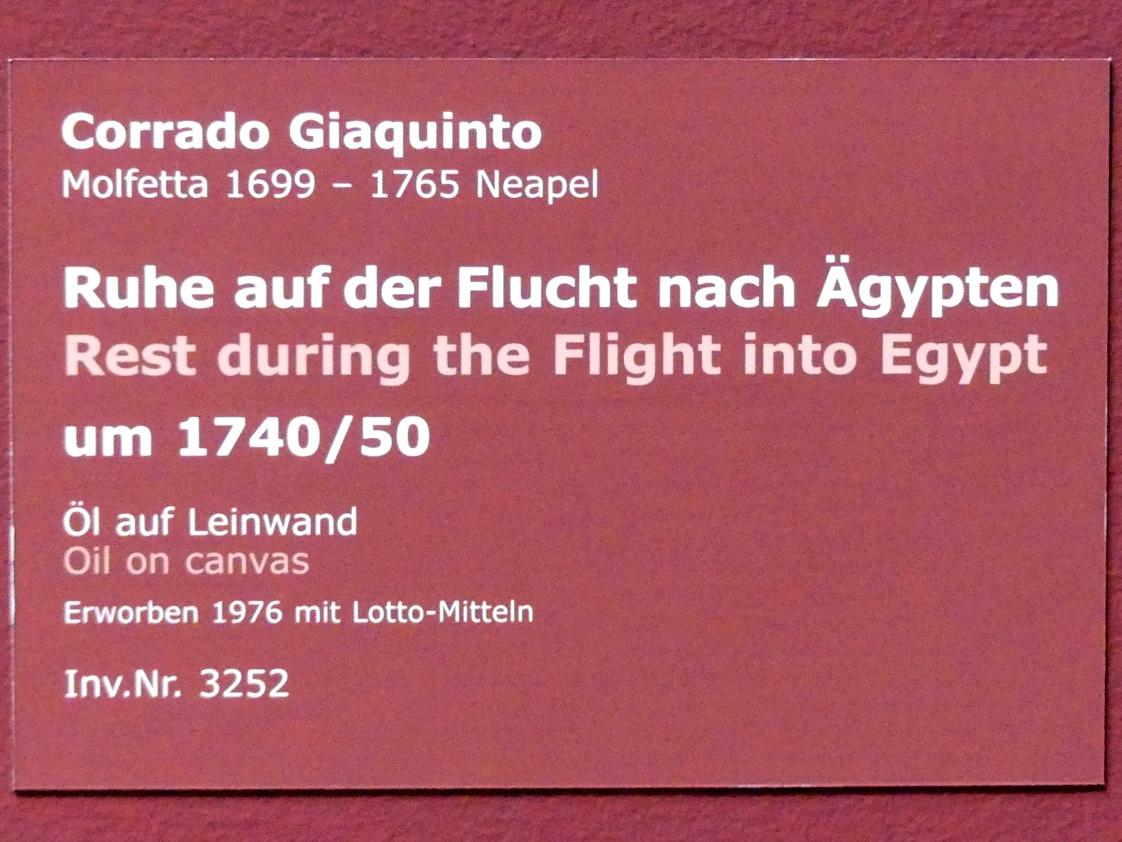 Corrado Giaquinto
Molfetta 1699 – 1765 Neapel
Ruhe auf der Flucht nach Ägypten
Rest during the Flight into Egypt
um 1740/50
Öl auf Leinwand
Oil on canvas
Erworben 1976 mit Lotto-Mitteln
Inv.Nr. 3252